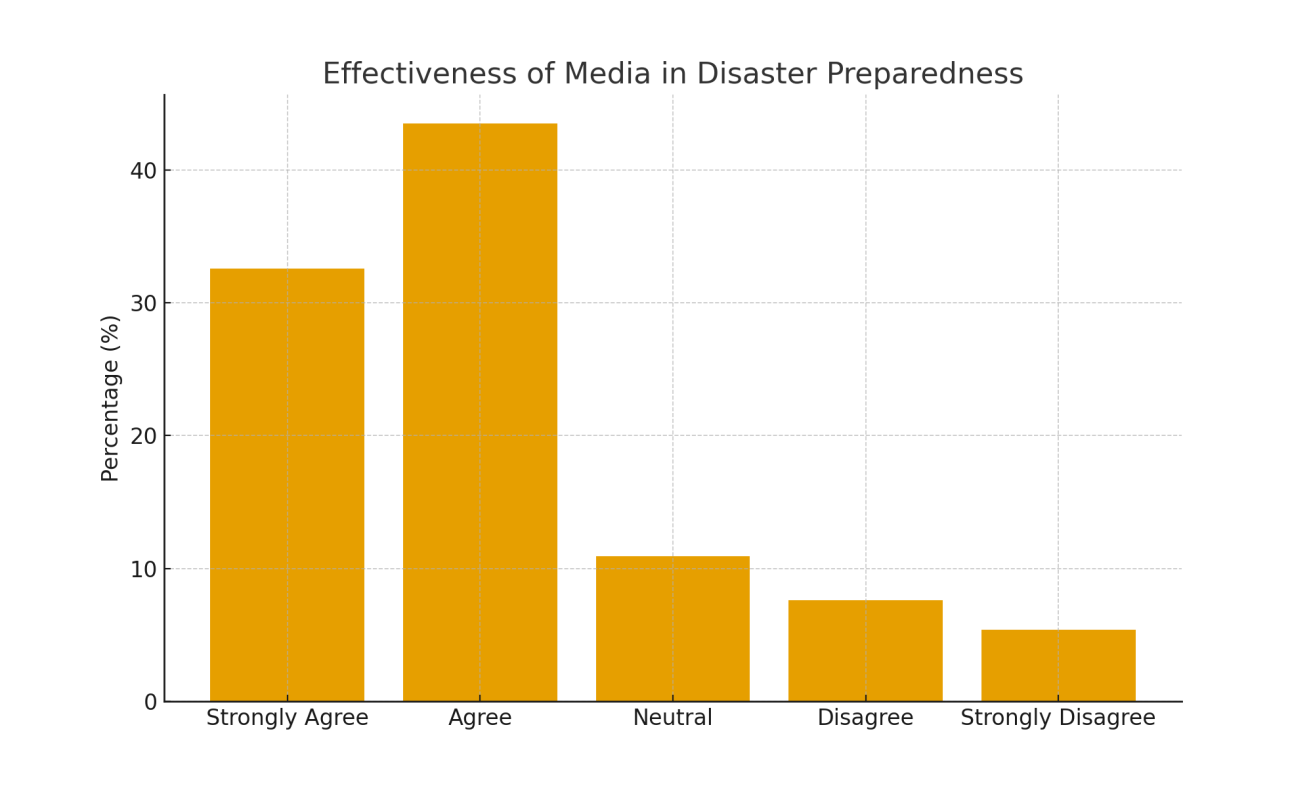 Effectiveness of Media in Disaster Preparedness
Percentage (%)
40
30
20
10
0
Strongly Agree Agree Neutral Disagree Strongly Disagree